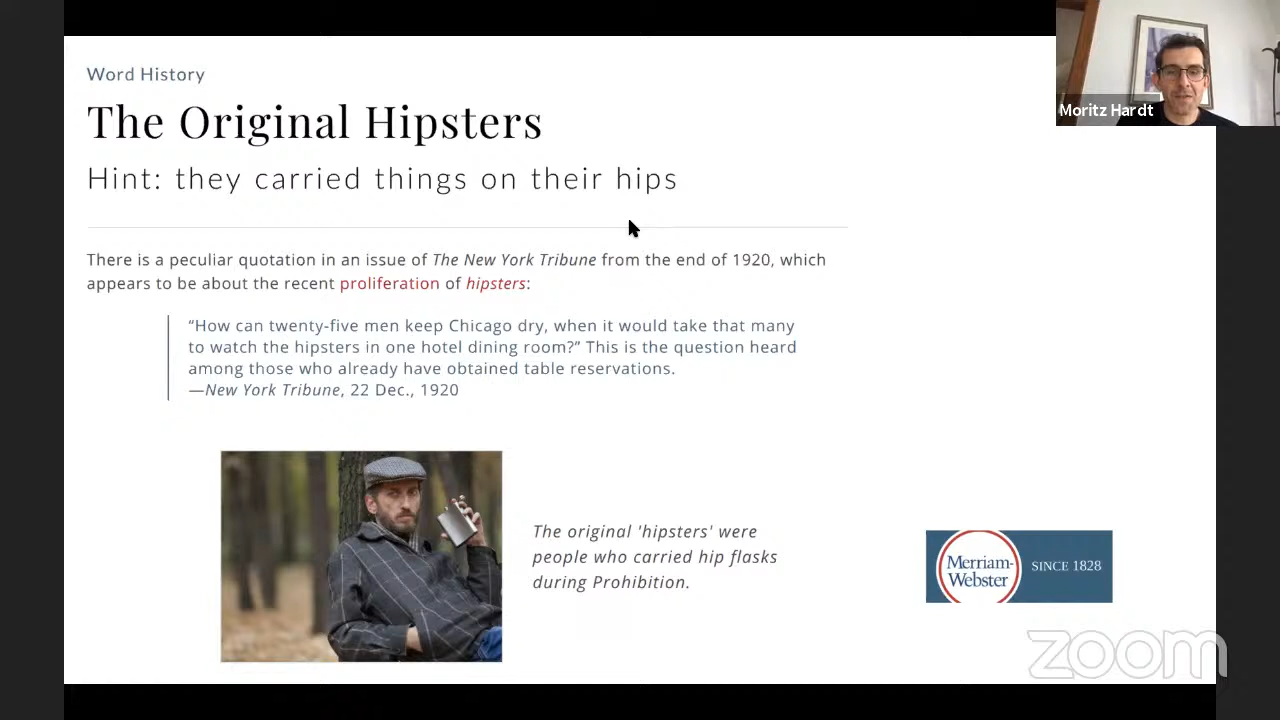 Word History
The Original Hipsters
Hint: they carried things on their hips
There is a peculiar quotation in an issue of The New York Tribune from the end of 1920, which
appears to be about the recent proliferation of hipsters:
“How can twenty-five men keep Chicago dry, when it would take that many
to watch the hipsters in one hotel dining room?” This is the question heard
among those who already have obtained table reservations.
—New York Tribune, 22 Dec., 1920
The original 'hipsters' were
people who carried hip flasks
during Prohibition.
Merriam-
Webster
SINCE 1828
Moritz Hardt
zoom